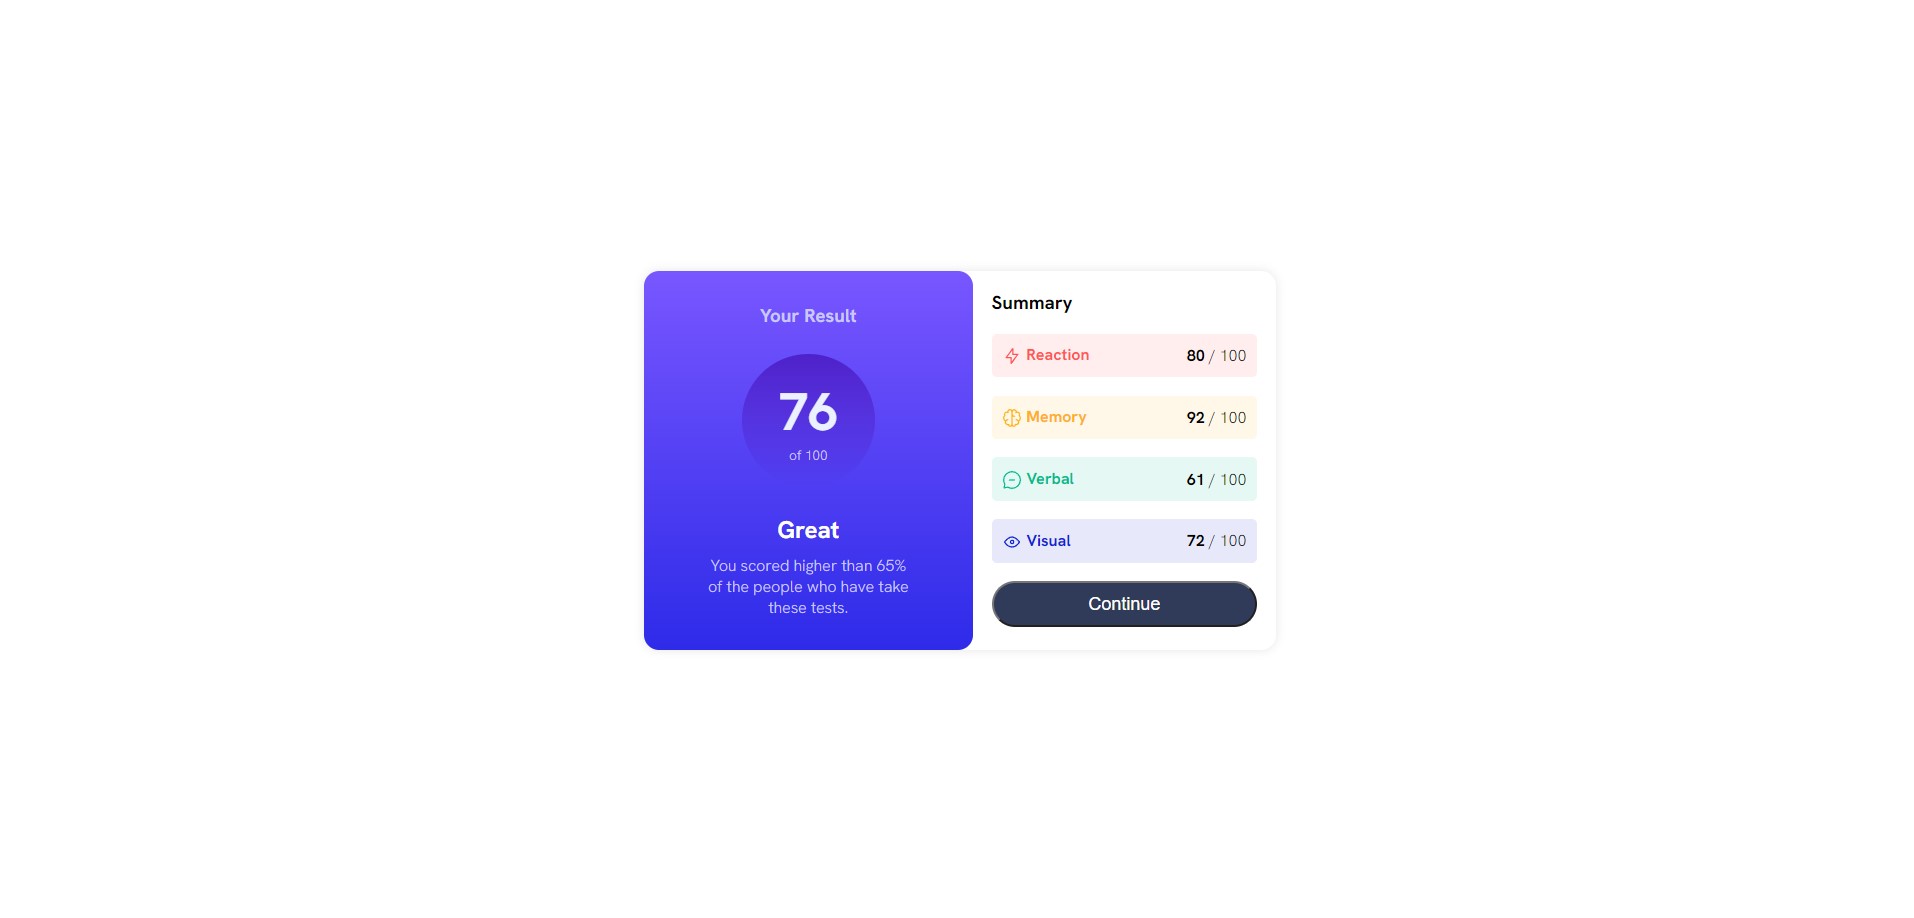 Your Result
76
of 100
Great
You scored higher than 65%
of the people who have take
these tests.
Summary
Reaction 80 / 100
Memory 92 / 100
Verbal 61 / 100
Visual 72 / 100
Continue